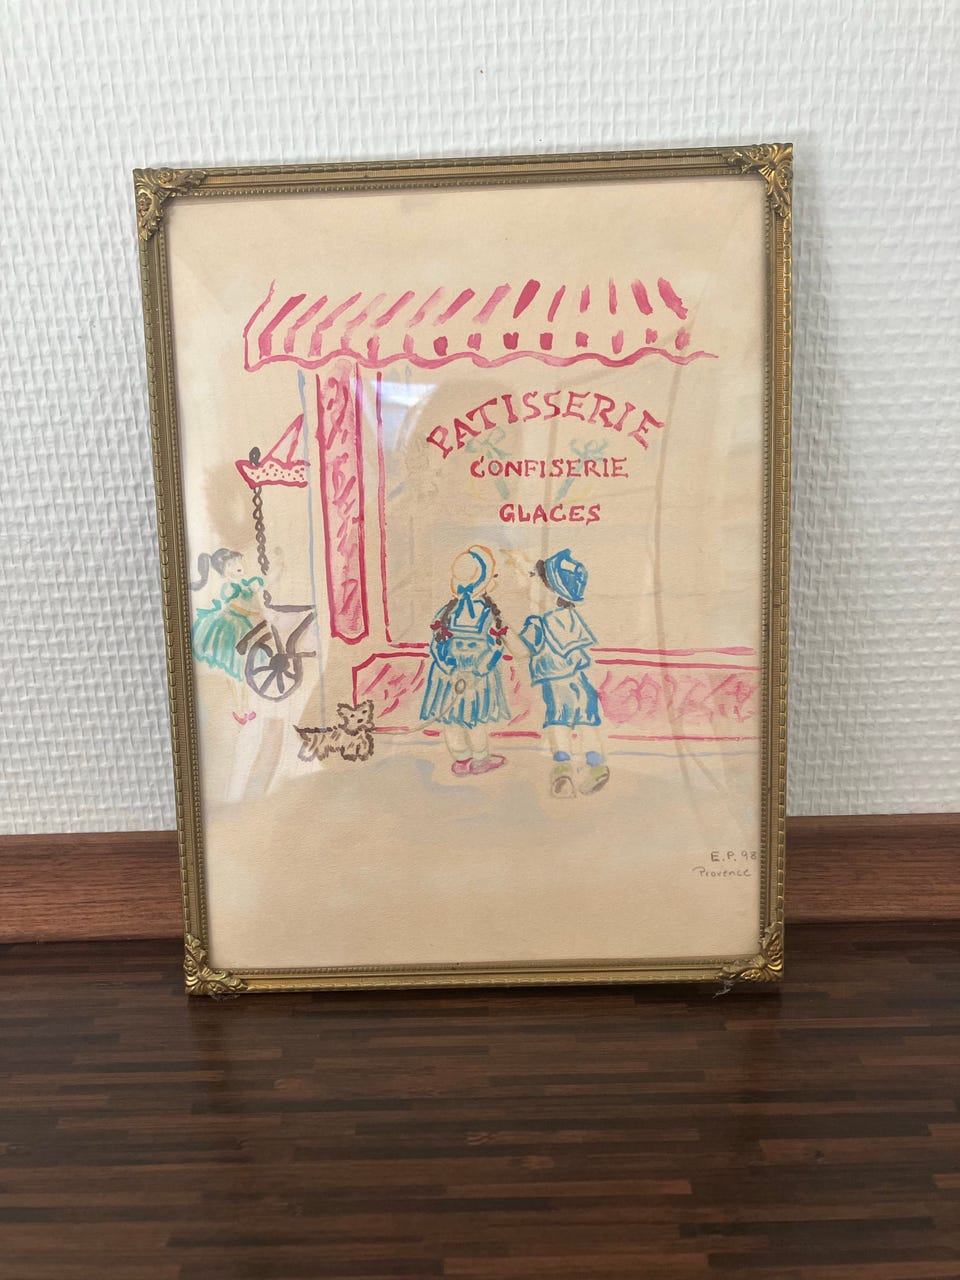 PATISSERIE
CONFISERIE
GLACES
E.P. 98
Provence